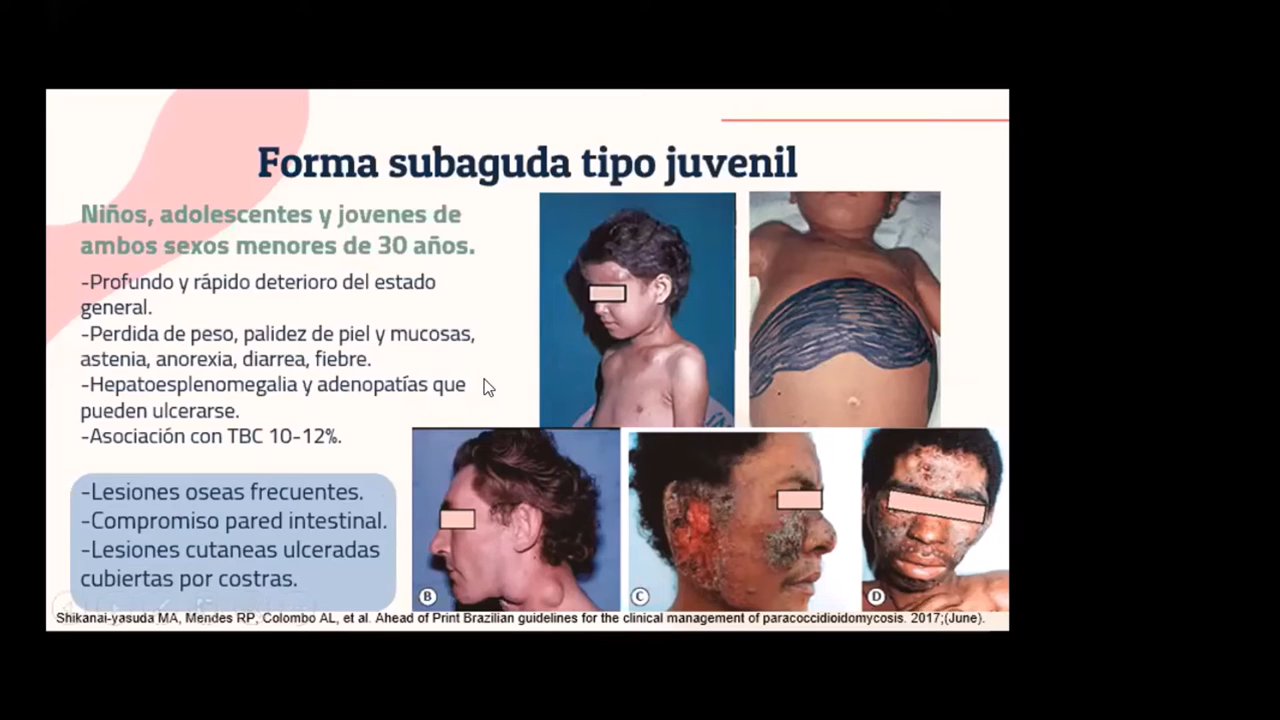 Forma subaguda tipo juvenil
Niños, adolescentes y jovenes de
ambos sexos menores de 30 años.
-Profundo y rápido deterioro del estado
general.
-Perdida de peso, palidez de piel y mucosas,
astenia, anorexia, diarrea, fiebre.
-Hepatoesplenomegalia y adenopatías que
pueden ulcerarse.
-Asociación con TBC 10-12%.
-Lesiones oseas frecuentes.
-Compromiso pared intestinal.
-Lesiones cutaneas ulceradas
cubiertas por costras.
B
C
D
Shikanai-yasuda MA, Mendes RP, Colombo AL, et al. Ahead of Print Brazilian guidelines for the clinical management of paracoccidioidomycosis. 2017;(June).